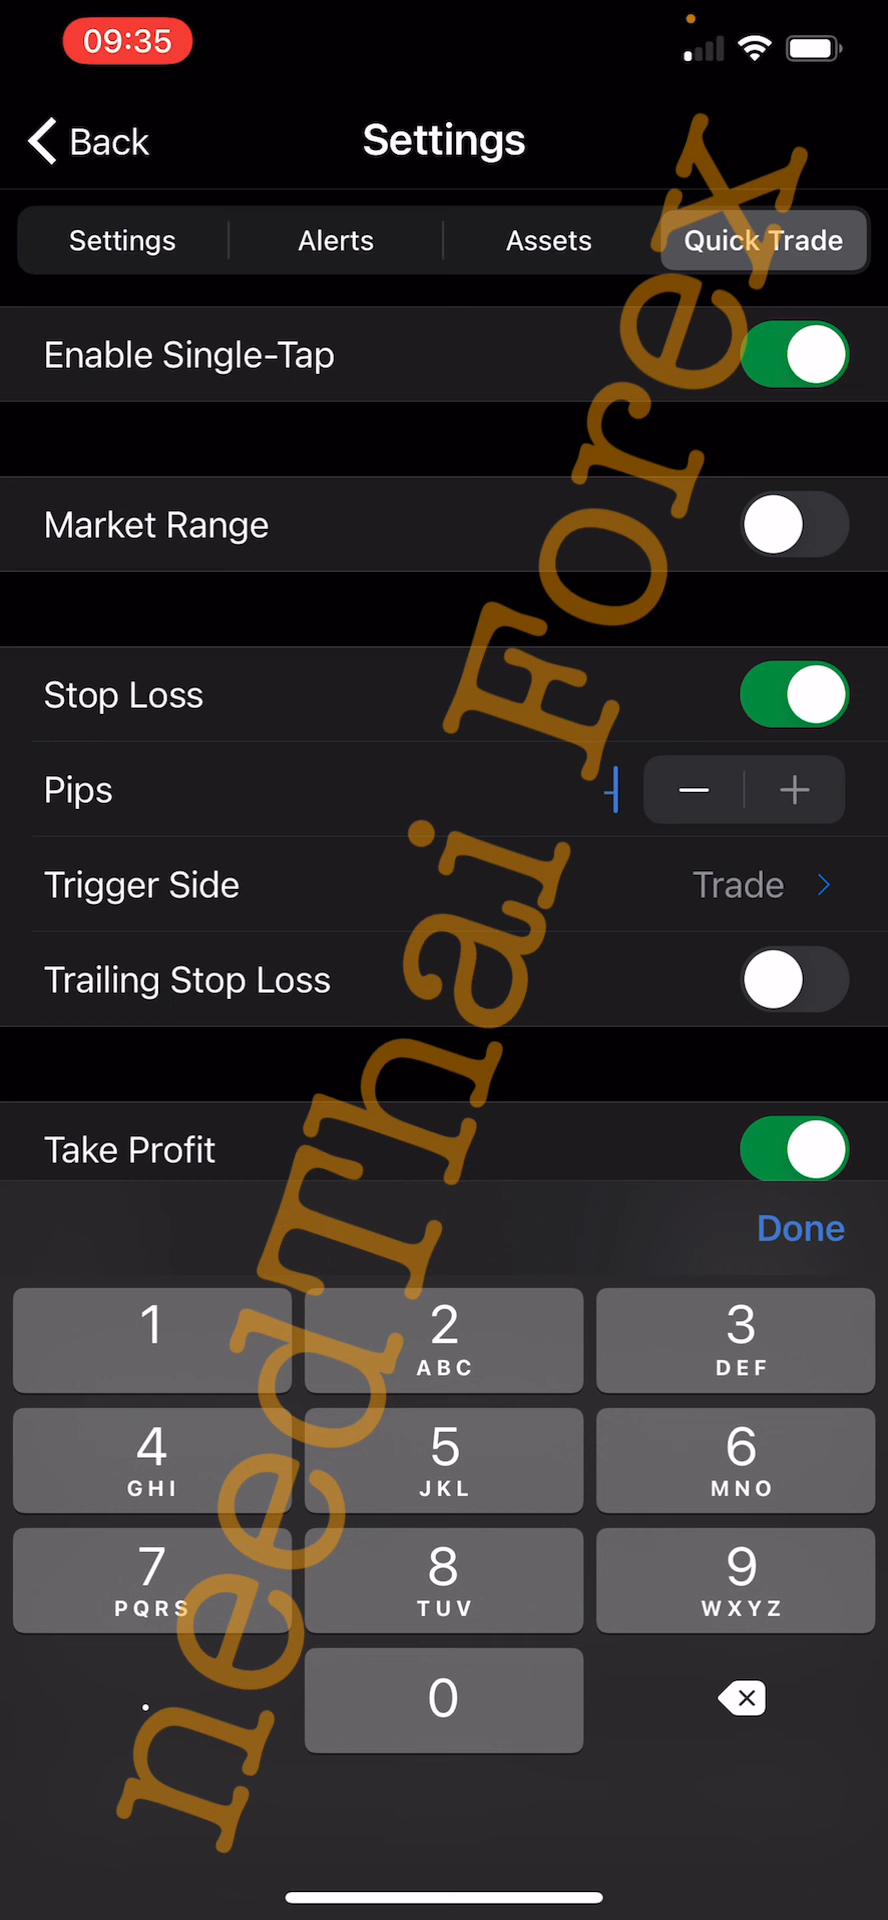 09:35
Back
Settings
Settings
Alerts
Assets
Quick Trade
Enable Single-Tap
Market Range
Stop Loss
Pips
-
Trigger Side
Trade
Trailing Stop Loss
Take Profit
Done
1
2
ABC
3
DEF
4
GHI
5
JKL
6
MNO
7
PQRS
8
TUV
9
WXYZ
.
0
needThai Forex